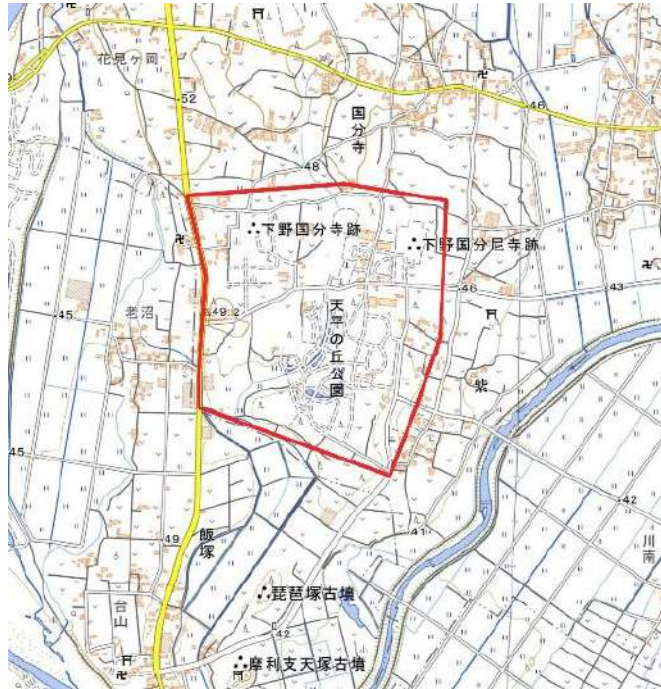 花見ヶ岡
52
46
国分寺
48
下野国分寺跡
下野国分尼寺跡
46
43
老沼
49.2
45
天平の丘公園
紫
45
42
飯塚
49
41
川南
琵琶塚古墳
台山
42
摩利支天塚古墳